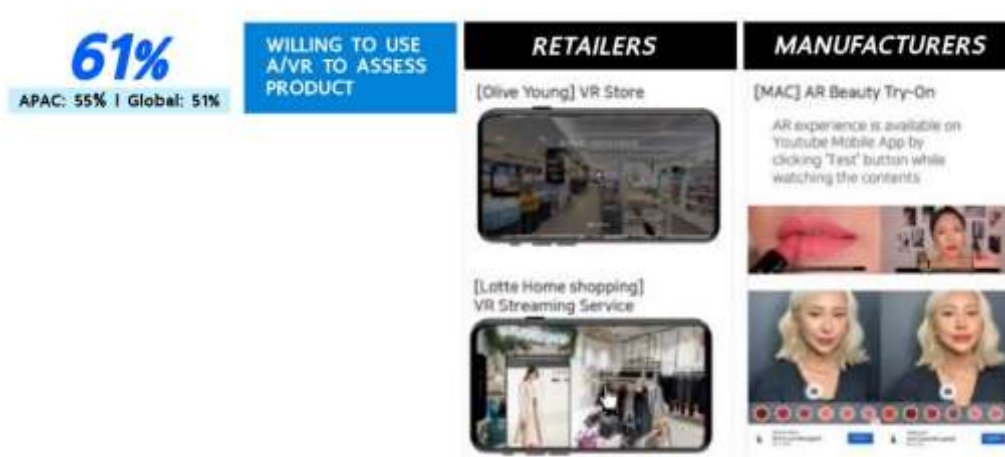 61%
APAC: 55% I Global: 51%
WILLING TO USE
A/VR TO ASSESS
PRODUCT
RETAILERS
[Olive Young] VR Store
[Lotte Home shopping]
VR Streaming Service
MANUFACTURERS
[MAC] AR Beauty Try-On
AR experience is available on
Youtube Mobile App by
clicking 'Test' button while
watching the contents